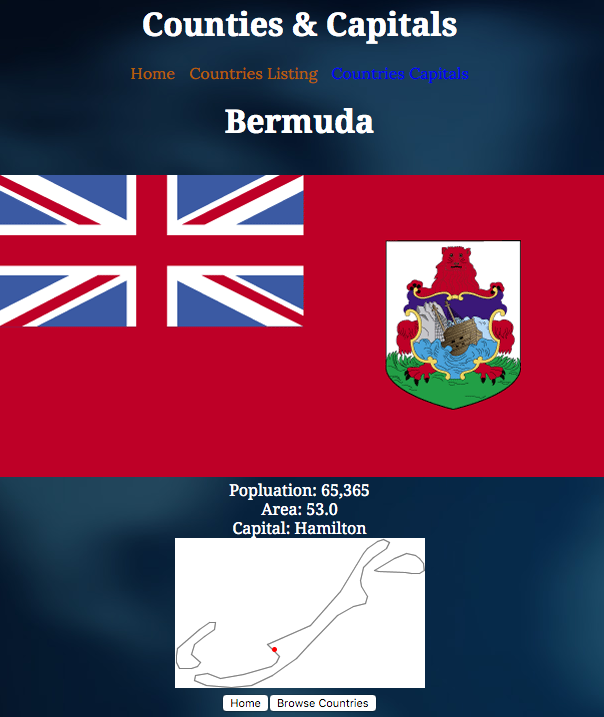 Counties & Capitals
Home Countries Listing Countries Capitals
Bermuda
Popluation: 65,365
Area: 53.0
Capital: Hamilton
Home Browse Countries